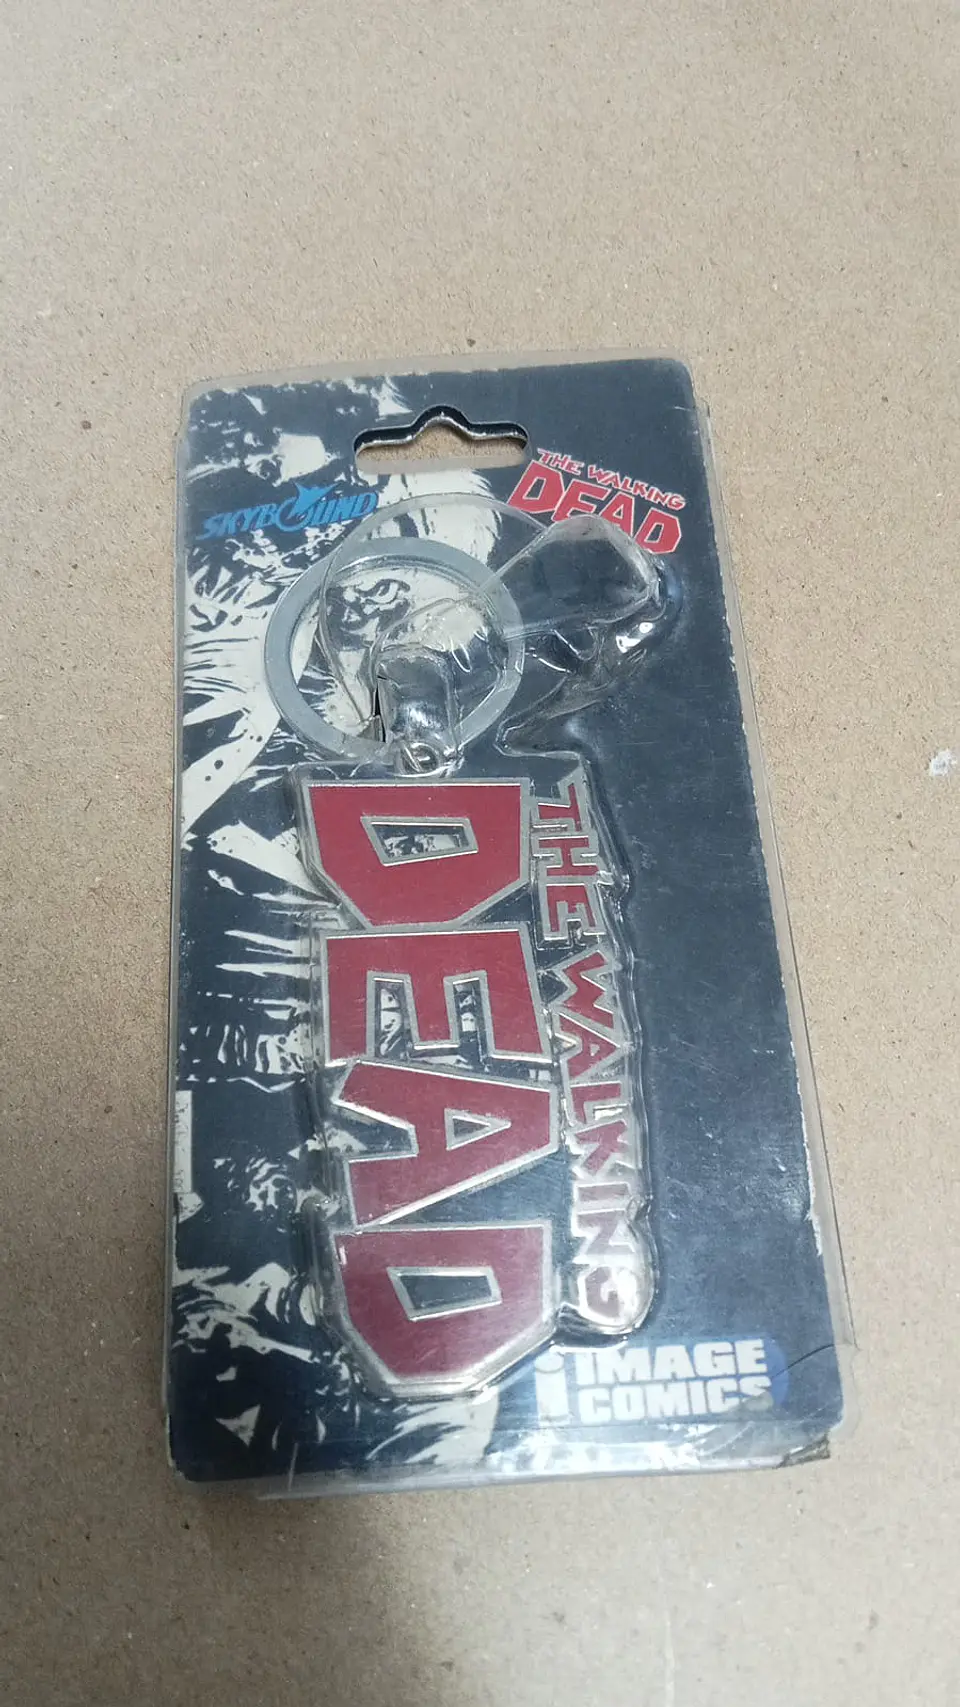 SKYBOUND
THE WALKING
DEAD
THE WALKING
DEAD
i IMAGE
COMICS